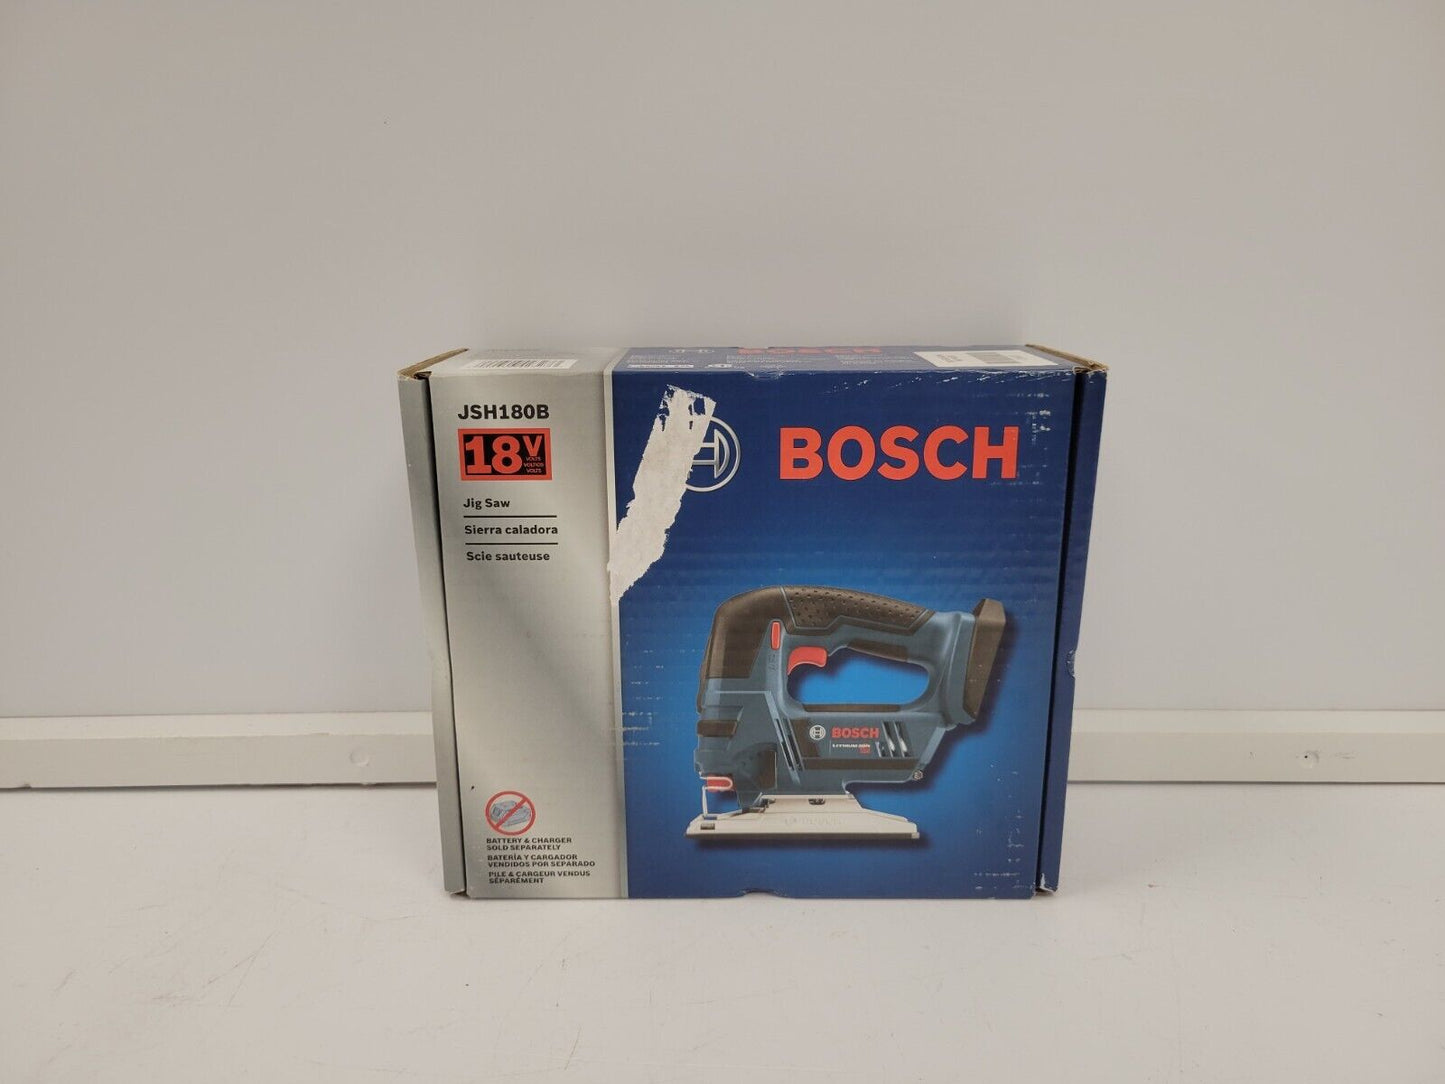 BOSCH
JSH180B
18V
VOLTS
VOLTIOS
VOLTS
Jig Saw
Sierra caladora
Scie sauteuse
BOSCH
BOSCH
BATTERY & CHARGER
SOLD SEPARATELY
BATERÍA Y CARGADOR
VENDIDOS POR SEPARADO
PILE & CARGEUR VENDUS
SÉPARÉMENT